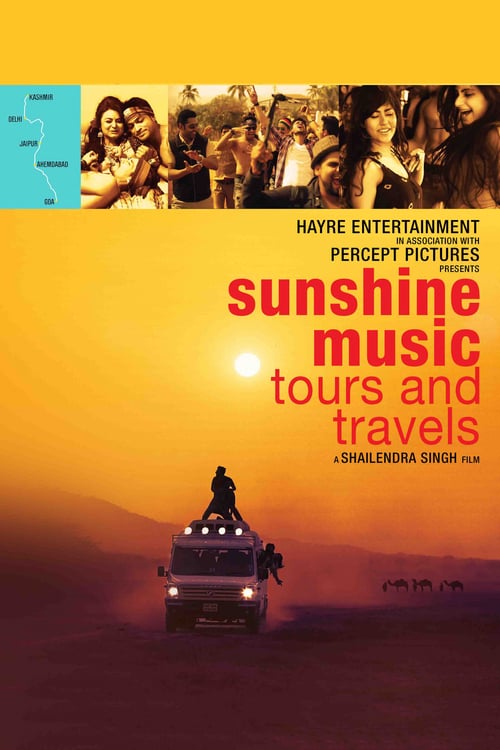 KASHMIR
DELHI
JAIPUR
AHEMDABAD
GOA
HAYRE ENTERTAINMENT
IN ASSOCIATION WITH
PERCEPT PICTURES
PRESENTS
sunshine
music
tours and
travels
A SHAILENDRA SINGH FILM